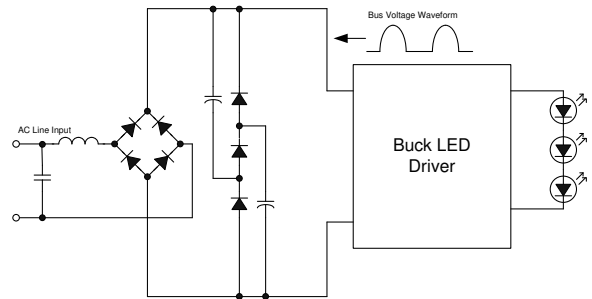 Bus Voltage Waveform
AC Line Input
Buck LED
Driver